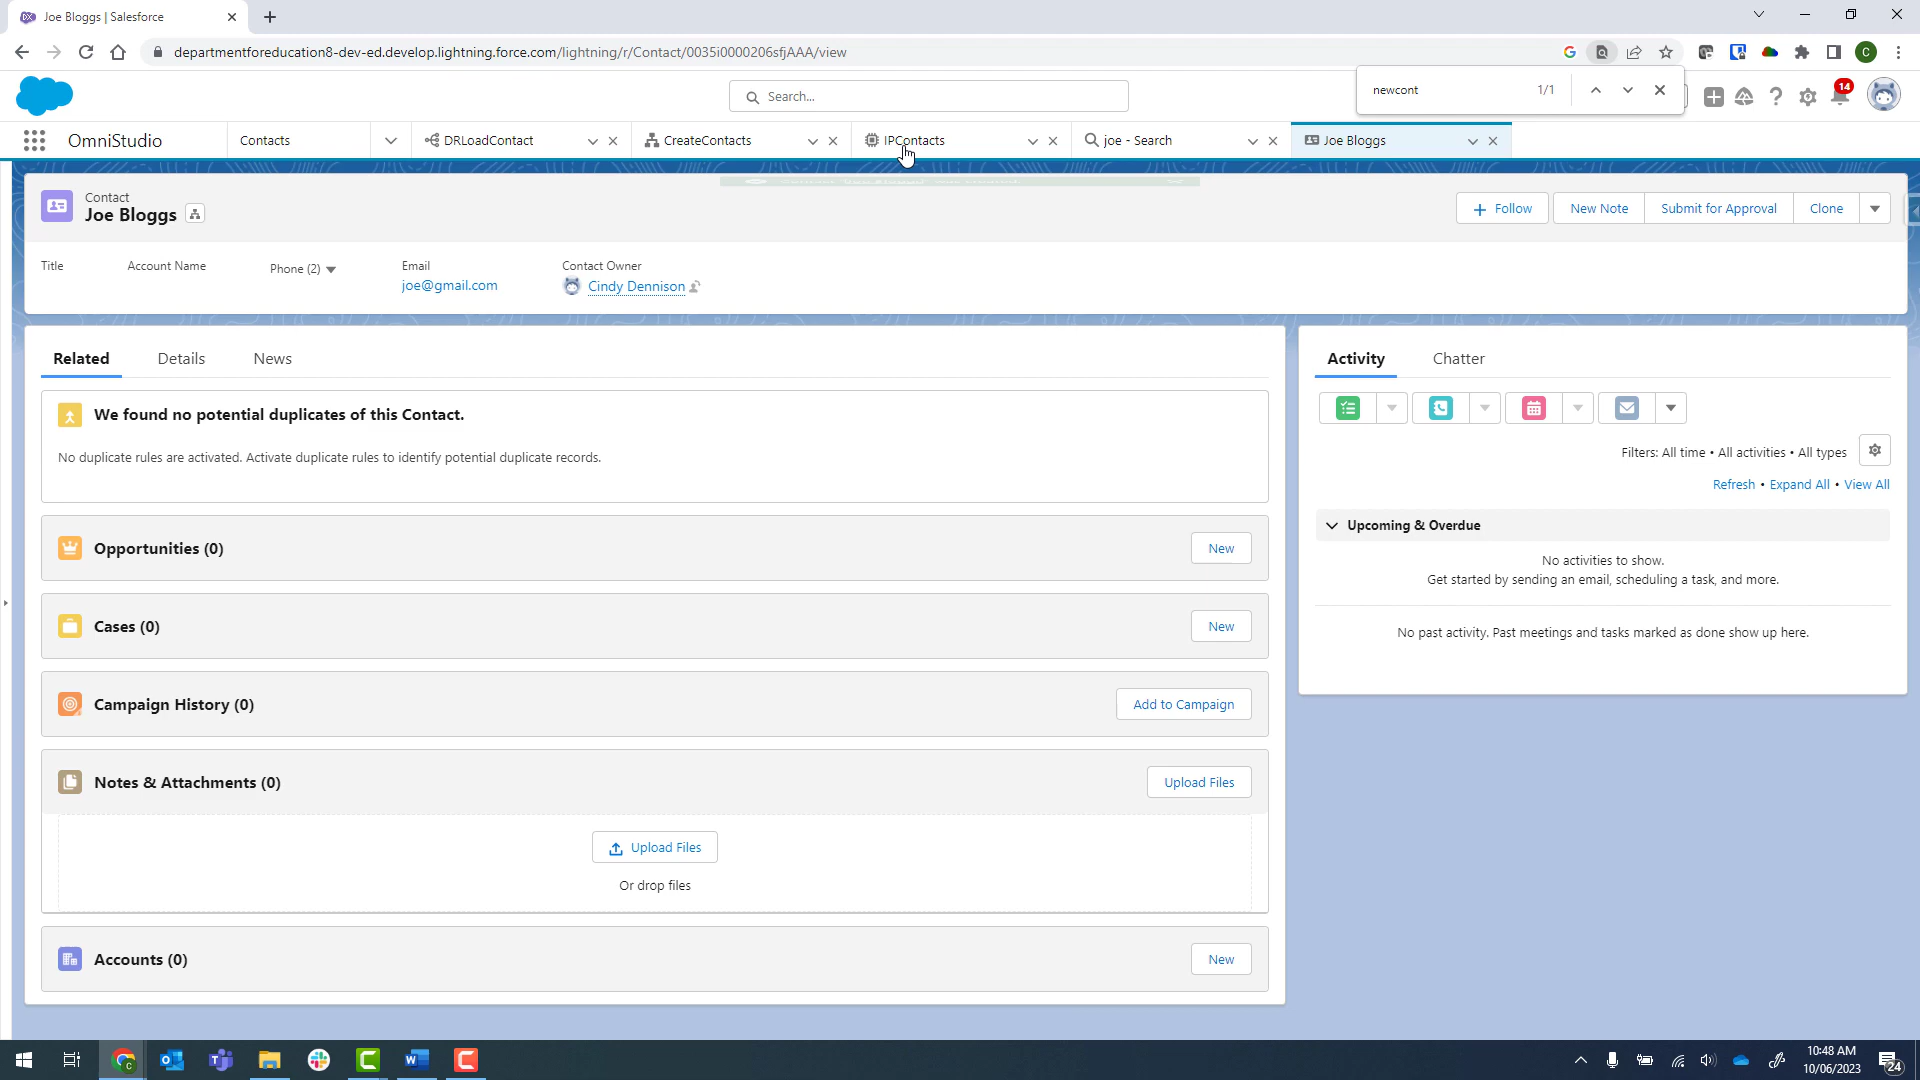 Joe Bloggs | Salesforce
departmentforeducation8-dev-ed.develop.lightning.force.com/lightning/r/Contact/0035i0000206sfjAAA/view
Search...
newcont
1/1
14
OmniStudio
Contacts
DRLoadContact
CreateContacts
IPContacts
joe - Search
Joe Bloggs
Contact
Joe Bloggs
Follow
New Note
Submit for Approval
Clone
Title
Account Name
Phone (2)
Email
joe@gmail.com
Contact Owner
Cindy Dennison
Related
Details
News
We found no potential duplicates of this Contact.
No duplicate rules are activated. Activate duplicate rules to identify potential duplicate records.
Opportunities (0)
New
Cases (0)
New
Campaign History (0)
Add to Campaign
Notes & Attachments (0)
Upload Files
Upload Files
Or drop files
Accounts (0)
New
Activity
Chatter
Filters: All time • All activities • All types
Refresh • Expand All • View All
Upcoming & Overdue
No activities to show.
Get started by sending an email, scheduling a task, and more.
No past activity. Past meetings and tasks marked as done show up here.
10:48 AM
10/06/2023
24